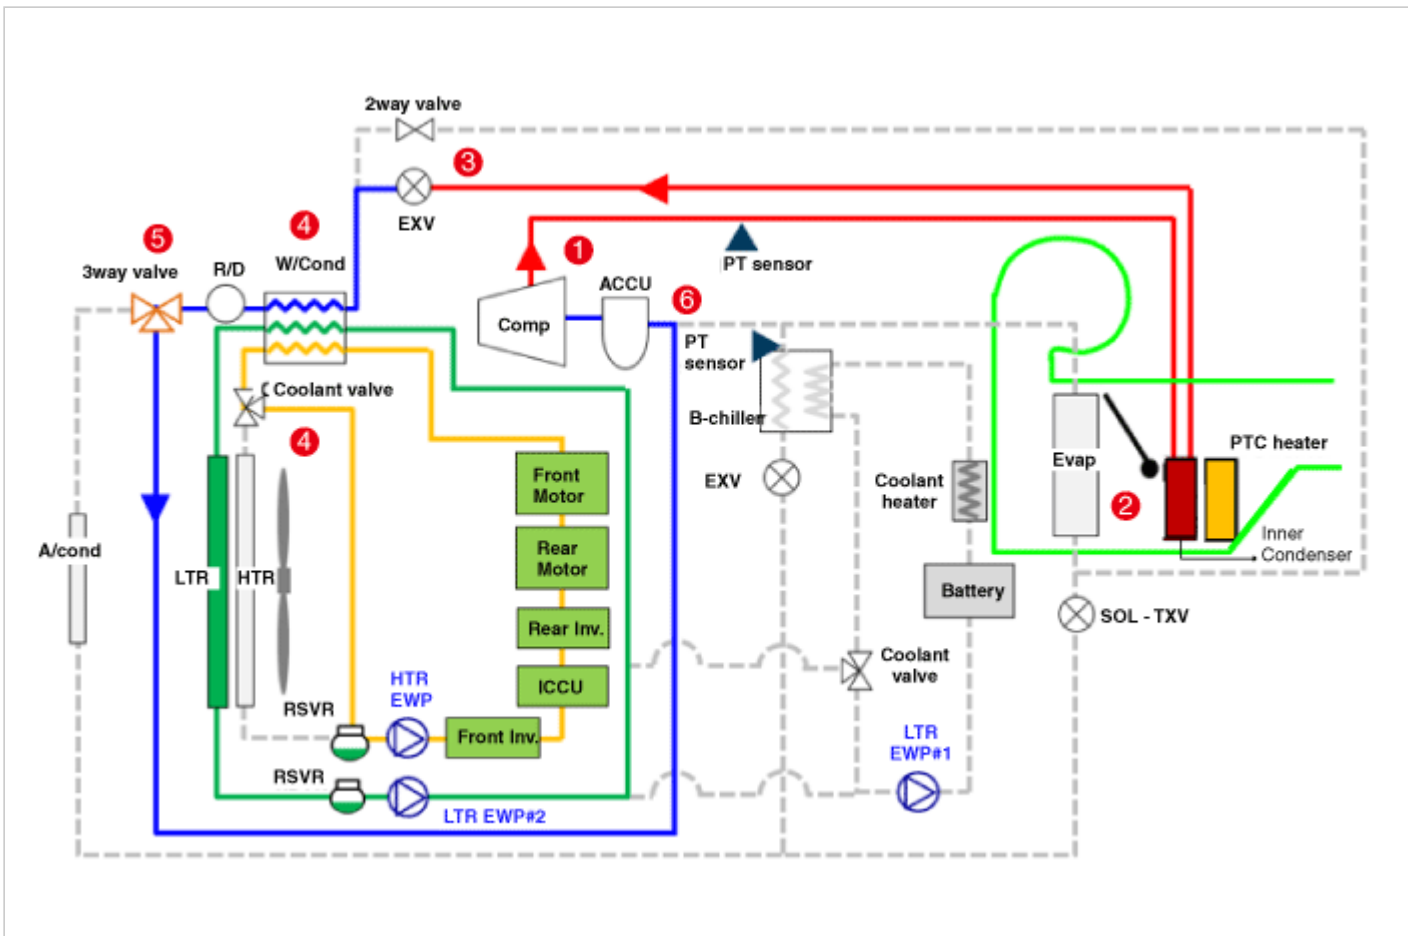 2way valve
3
EXV
4
W/Cond
5
3way valve
R/D
1
PT sensor
ACCU
6
Comp
PT
sensor
Coolant valve
B-chiller
4
PTC heater
Evap
Front
Motor
EXV
Coolant
heater
2
Inner
Condenser
A/cond
LTR
HTR
Rear
Motor
Battery
Rear Inv.
SOL - TXV
Coolant
valve
HTR
EWP
ICCU
RSVR
Front Inv.
LTR
EWP#1
RSVR
LTR EWP#2